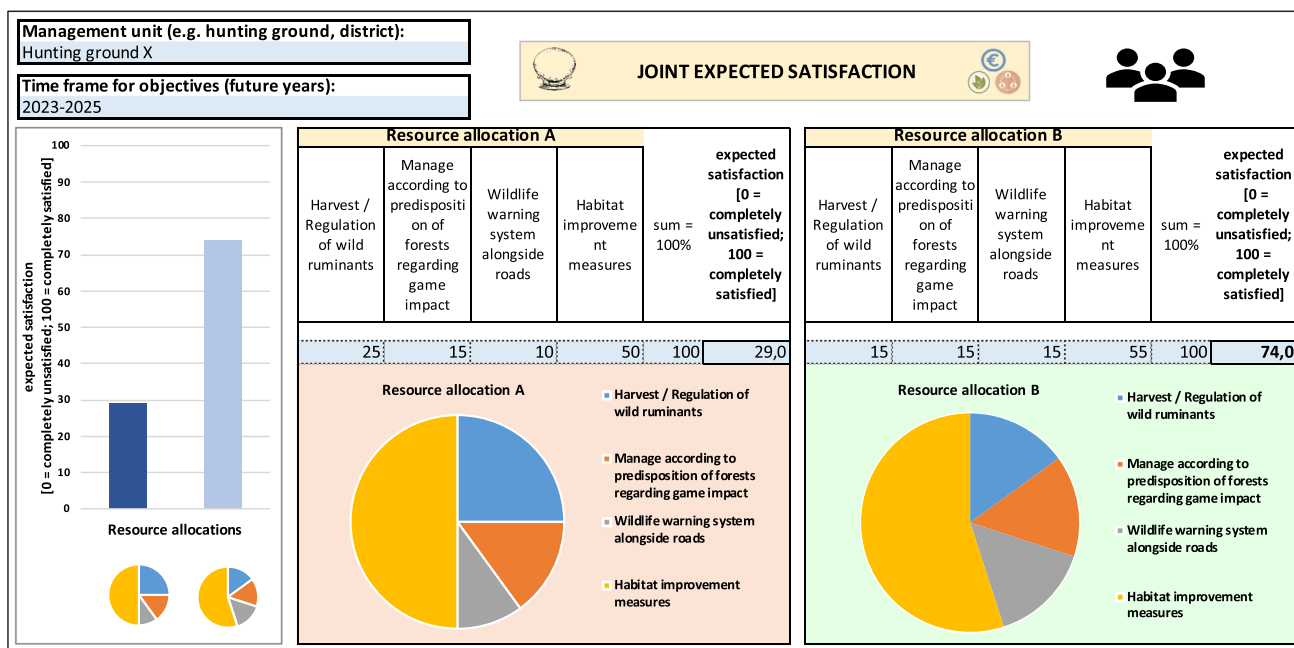 Management unit (e.g. hunting ground, district):
Hunting ground X
Time frame for objectives (future years):
2023-2025
JOINT EXPECTED SATISFACTION
€
expected satisfaction
[0 = completely unsatisfied; 100 = completely satisfied]
100
90
80
70
60
50
40
30
20
10
0
Resource allocations
Resource allocation A
Harvest /
Regulation
of wild
ruminants
Manage
according to
predispositi
on of
forests
regarding
game
impact
Wildlife
warning
system
alongside
roads
Habitat
improveme
nt
measures
sum =
100%
expected
satisfaction
[0 =
completely
unsatisfied;
100 =
completely
satisfied]
25 15 10 50 100 29,0
Resource allocation A
Harvest / Regulation of
wild ruminants
Manage according to
predisposition of forests
regarding game impact
Wildlife warning system
alongside roads
Habitat improvement
measures
Resource allocation B
Harvest /
Regulation
of wild
ruminants
Manage
according to
predispositi
on of
forests
regarding
game
impact
Wildlife
warning
system
alongside
roads
Habitat
improveme
nt
measures
sum =
100%
expected
satisfaction
[0 =
completely
unsatisfied;
100 =
completely
satisfied]
15 15 15 55 100 74,0
Resource allocation B
Harvest / Regulation of
wild ruminants
Manage according to
predisposition of forests
regarding game impact
Wildlife warning system
alongside roads
Habitat improvement
measures